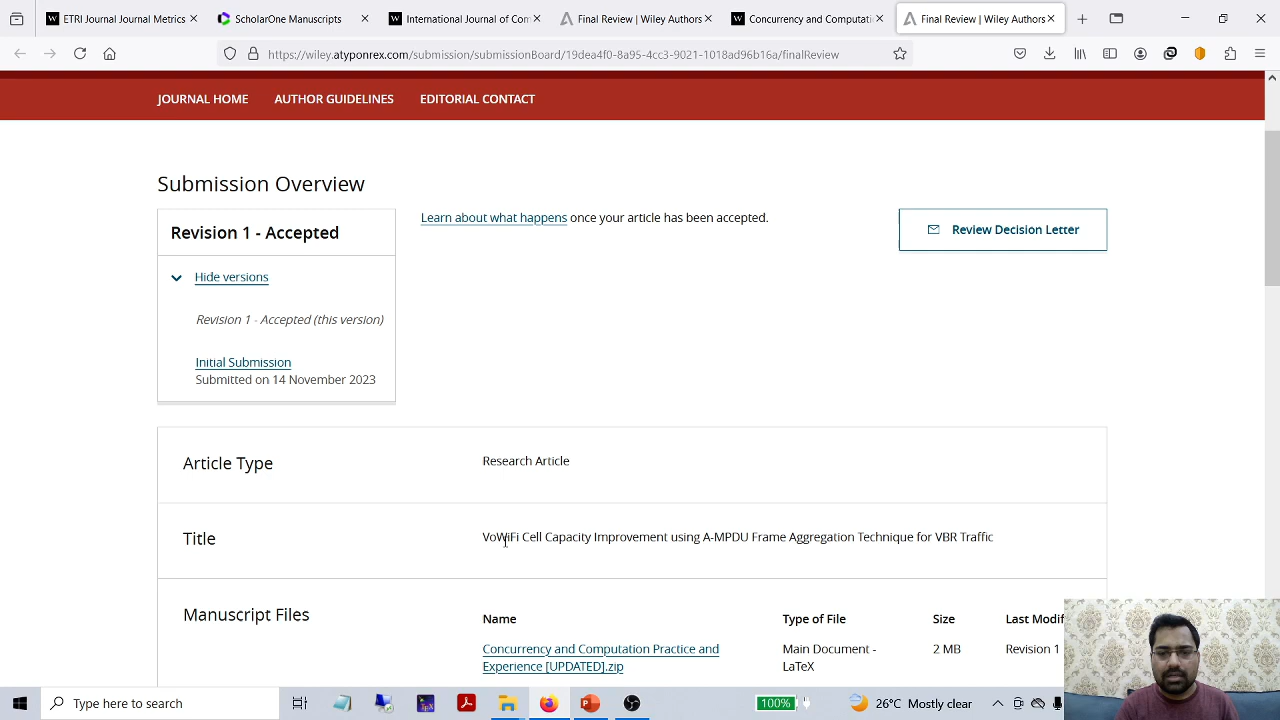 ETRI Journal Journal Metrics
ScholarOne Manuscripts
International Journal of Com
Final Review | Wiley Authors
Concurrency and Computati
Final Review | Wiley Authors
https://wiley.atyponrex.com/submission/submissionBoard/19dea4f0-8a95-4cc3-9021-1018ad96b16a/finalReview
JOURNAL HOME AUTHOR GUIDELINES EDITORIAL CONTACT
Submission Overview
Revision 1 - Accepted
Learn about what happens once your article has been accepted.
Review Decision Letter
Hide versions
Revision 1 - Accepted (this version)
Initial Submission
Submitted on 14 November 2023
Article Type
Research Article
Title
VoWiFi Cell Capacity Improvement using A-MPDU Frame Aggregation Technique for VBR Traffic
Manuscript Files
Name Type of File Size Last Modif
Concurrency and Computation Practice and Main Document - 2 MB Revision 1
Experience [UPDATED].zip LaTeX
Type here to search
100%
26°C Mostly clear